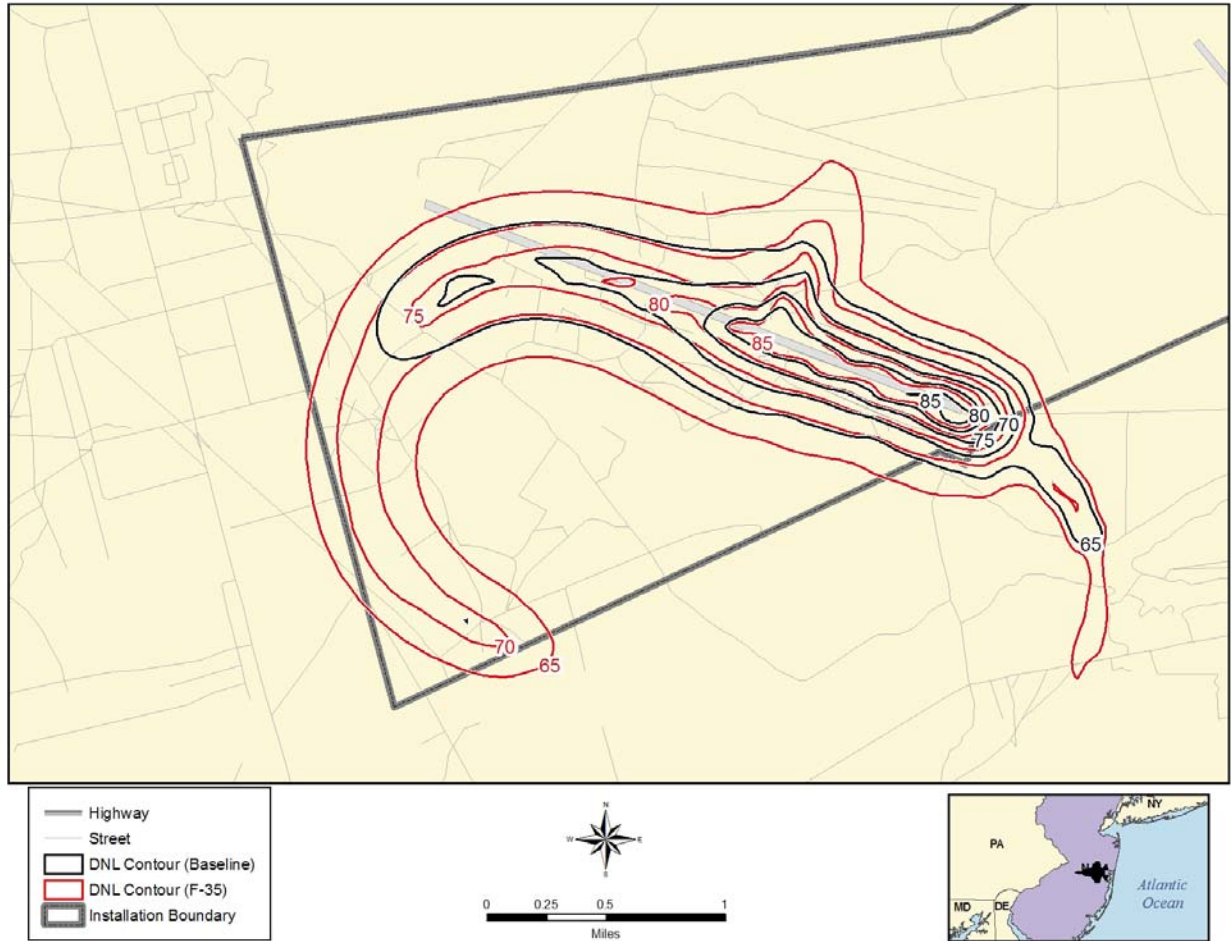 75
80
85
85
80
70
75
65
70
65
Highway
Street
DNL Contour (Baseline)
DNL Contour (F-35)
Installation Boundary
N
W
E
S
0 0.25 0.5 1
Miles
NY
PA
MD
DE
Atlantic
Ocean